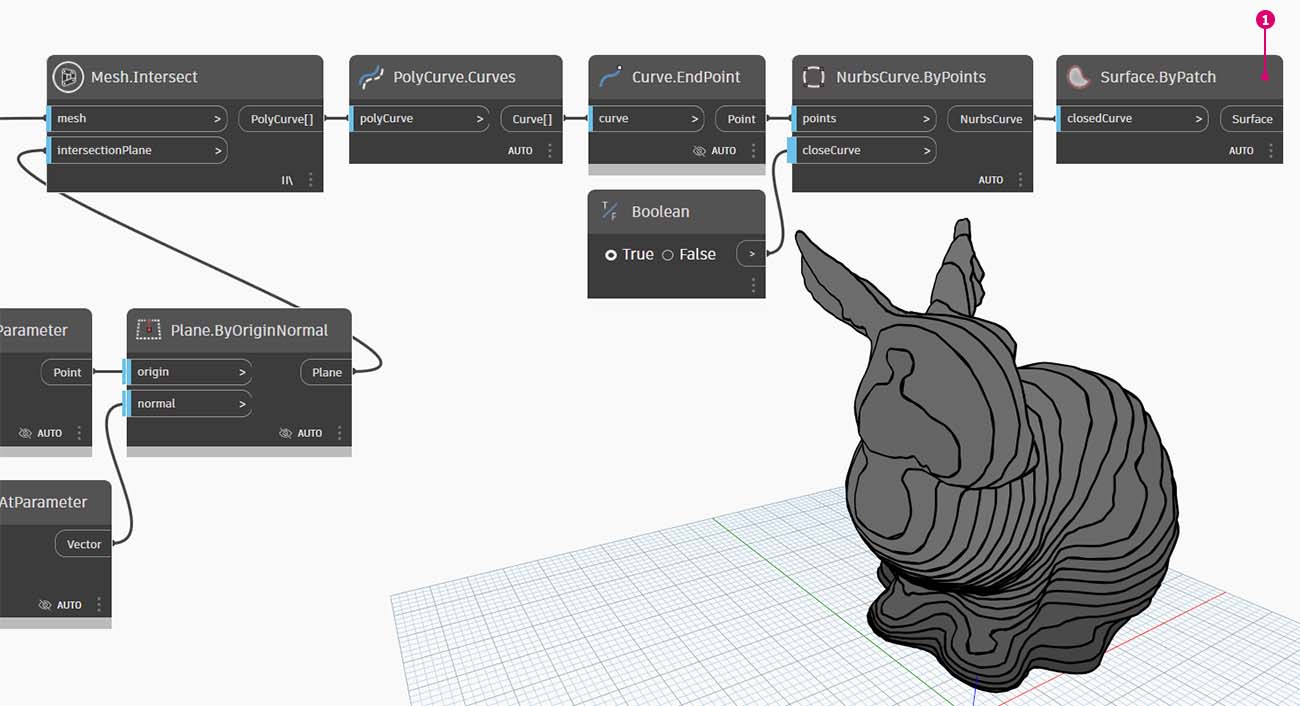 1
Mesh.Intersect
mesh >
PolyCurve[]
intersectionPlane >
PolyCurve.Curves
polyCurve >
Curve[]
AUTO
Curve.EndPoint
curve >
Point
AUTO
NurbsCurve.ByPoints
points >
NurbsCurve
closeCurve >
AUTO
Surface.ByPatch
closedCurve >
Surface
AUTO
Boolean
T/F
True False >
Parameter
Point
AUTO
Plane.ByOriginNormal
origin >
Plane
normal >
AUTO
AtParameter
Vector
AUTO